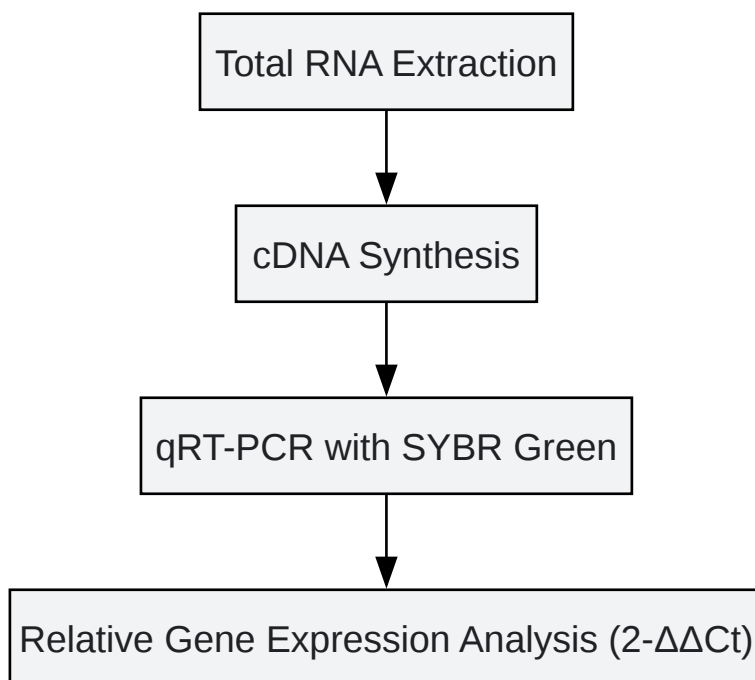 Total RNA Extraction
cDNA Synthesis
qRT-PCR with SYBR Green
Relative Gene Expression Analysis (2-ΔΔCt)